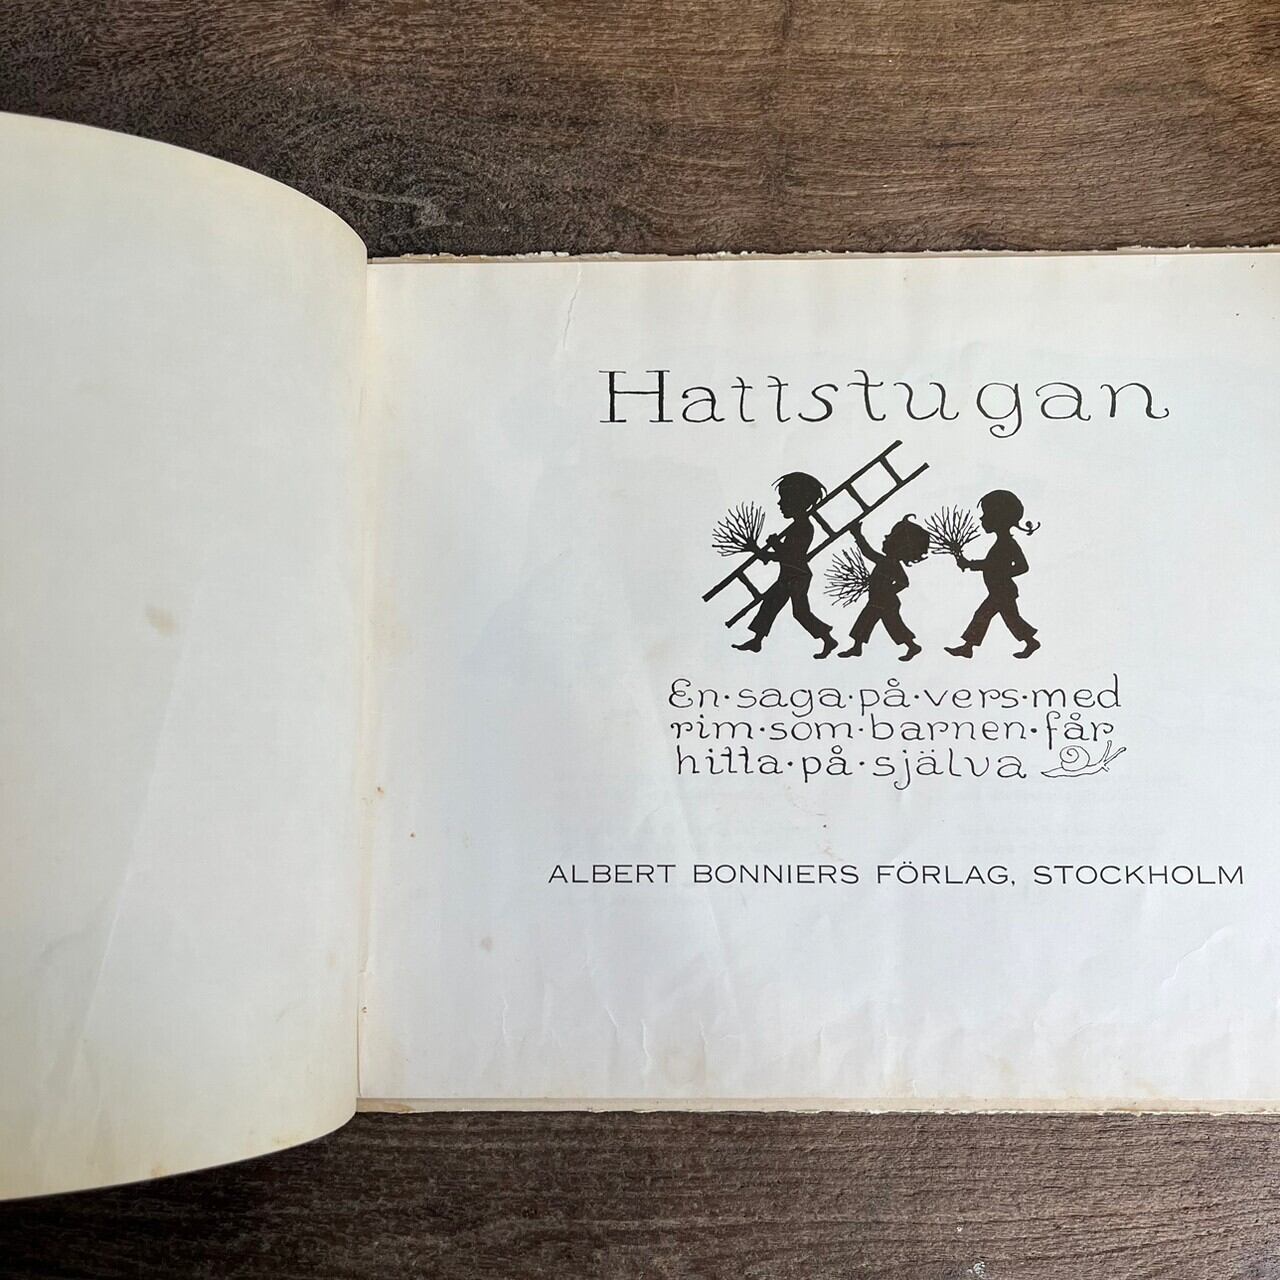 Hattstugan
En·saga·på·vers·med
rim·som·barnen·får
hitta·på·själva
ALBERT BONNIERS FÖRLAG, STOCKHOLM